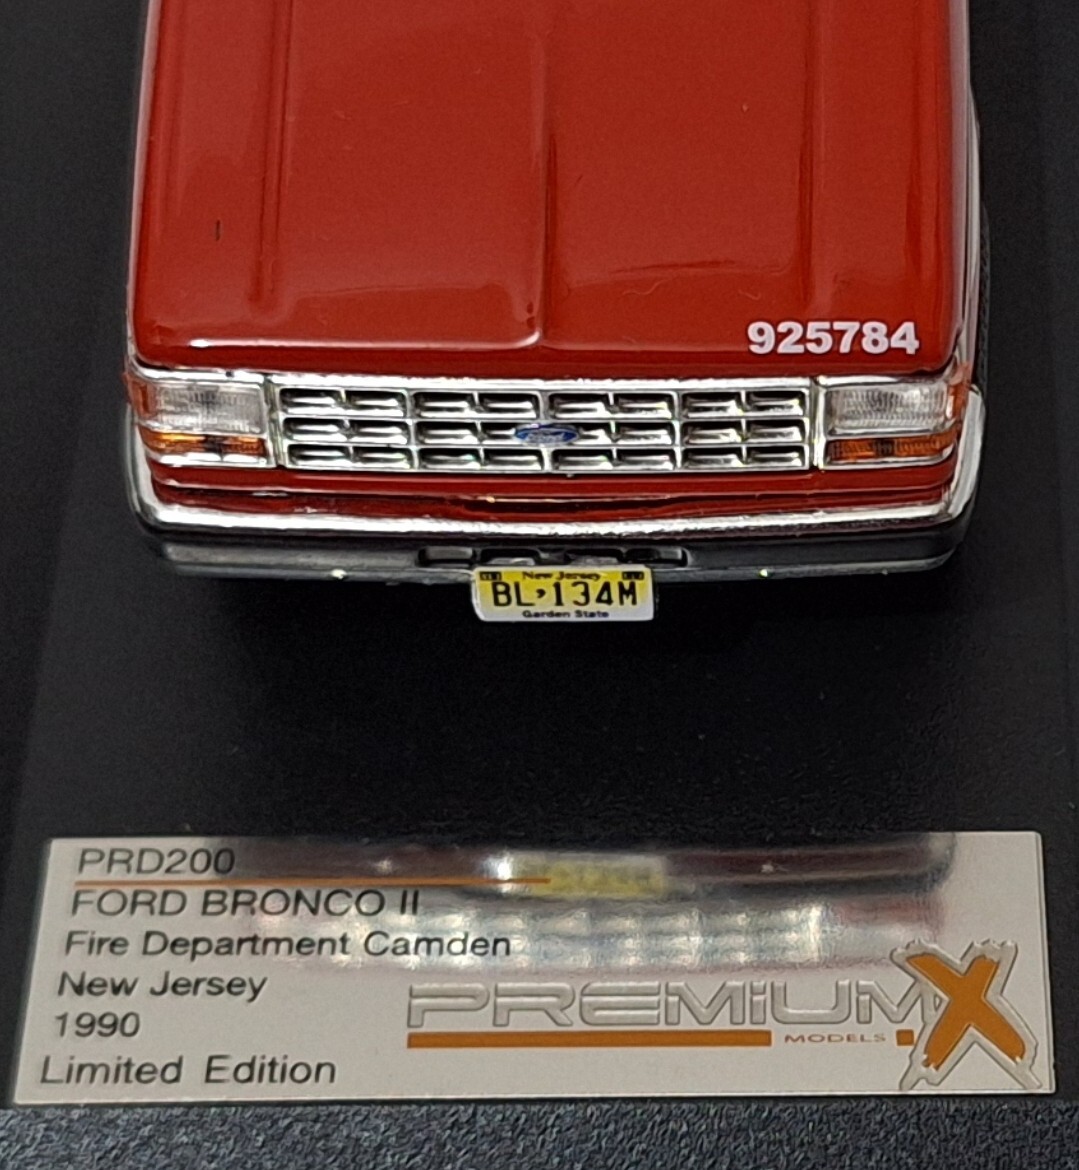 925784
Ford
New Jersey
BL 134M
Garden State
PRD200
FORD BRONCO II
Fire Department Camden
New Jersey
1990
Limited Edition
PREMiUM X
MODELS